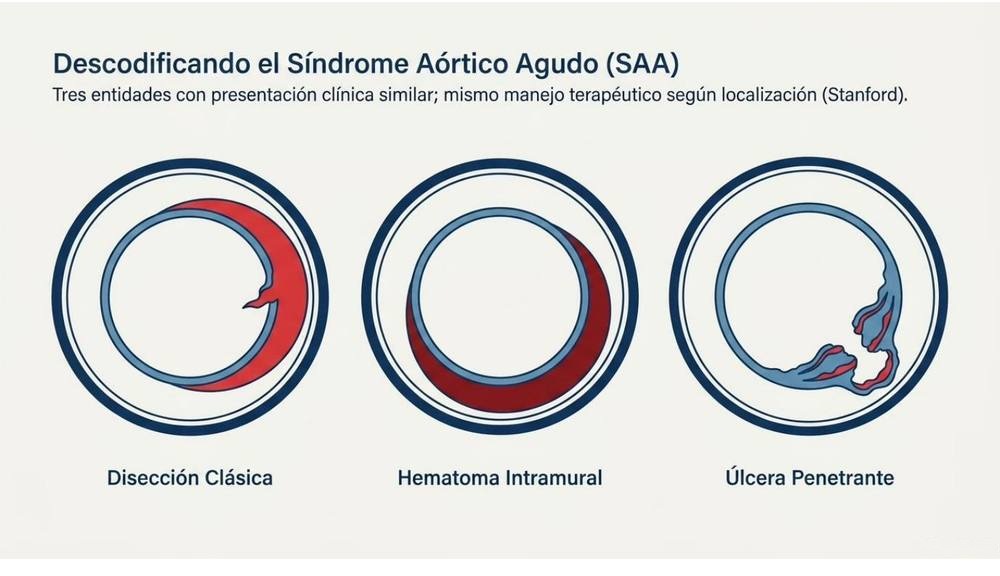 Descodificando el Síndrome Aórtico Agudo (SAA)
Tres entidades con presentación clínica similar; mismo manejo terapéutico según localización (Stanford).
Disección Clásica
Hematoma Intramural
Úlcera Penetrante